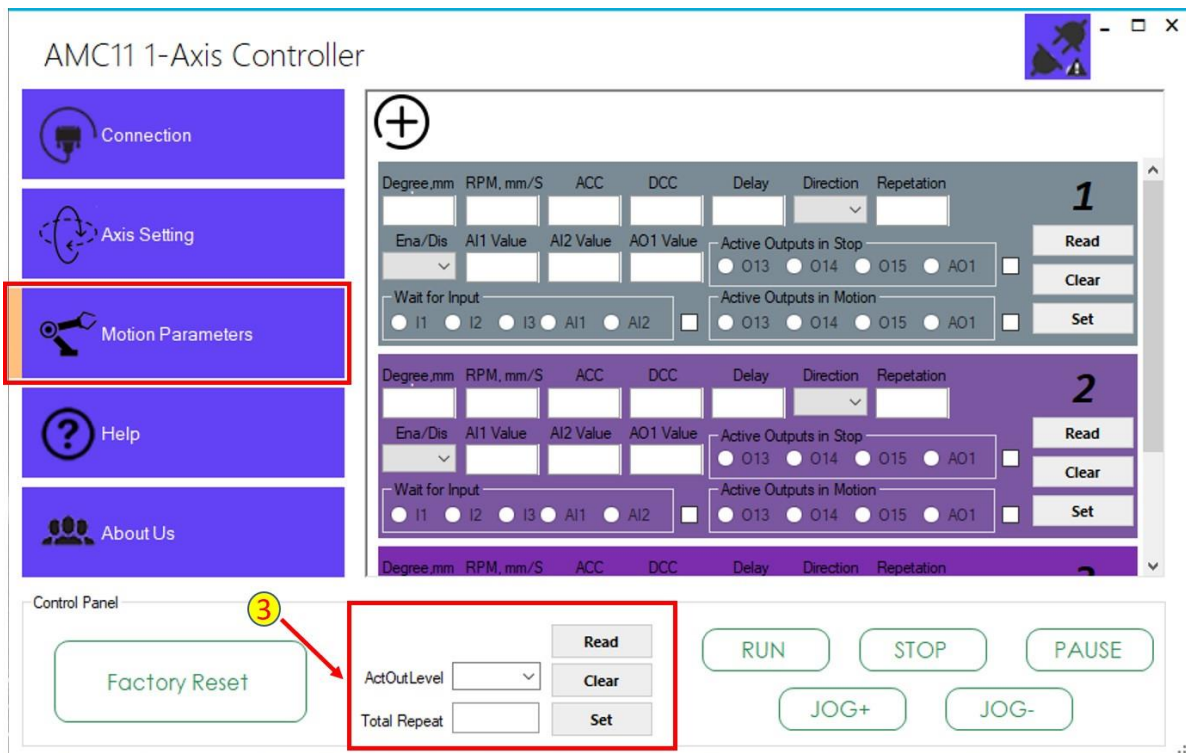 AMC11 1-Axis Controller
Connection
Axis Setting
Motion Parameters
Help
About Us
Degree,mm RPM, mm/S ACC DCC Delay Direction Repetation 1
Ena/Dis AI1 Value AI2 Value AO1 Value Active Outputs in Stop Read
O13 O14 O15 AO1
Clear
Wait for Input Active Outputs in Motion
I1 I2 I3 AI1 AI2 O13 O14 O15 AO1 Set
Degree,mm RPM, mm/S ACC DCC Delay Direction Repetation 2
Ena/Dis AI1 Value AI2 Value AO1 Value Active Outputs in Stop Read
O13 O14 O15 AO1
Clear
Wait for Input Active Outputs in Motion
I1 I2 I3 AI1 AI2 O13 O14 O15 AO1 Set
Degree,mm RPM, mm/S ACC DCC Delay Direction Repetation
Control Panel
3
Factory Reset
Read
ActOutLevel Clear
Total Repeat Set
RUN STOP PAUSE
JOG+ JOG-